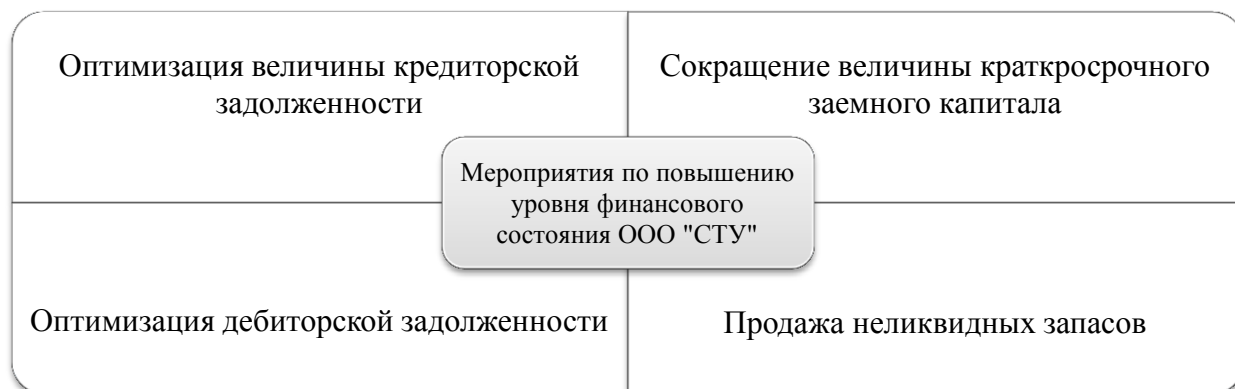 Оптимизация величины кредиторской
задолженности
Сокращение величины краткросрочного
заемного капитала
Мероприятия по повышению
уровня финансового
состояния ООО "СТУ"
Оптимизация дебиторской задолженности
Продажа неликвидных запасов